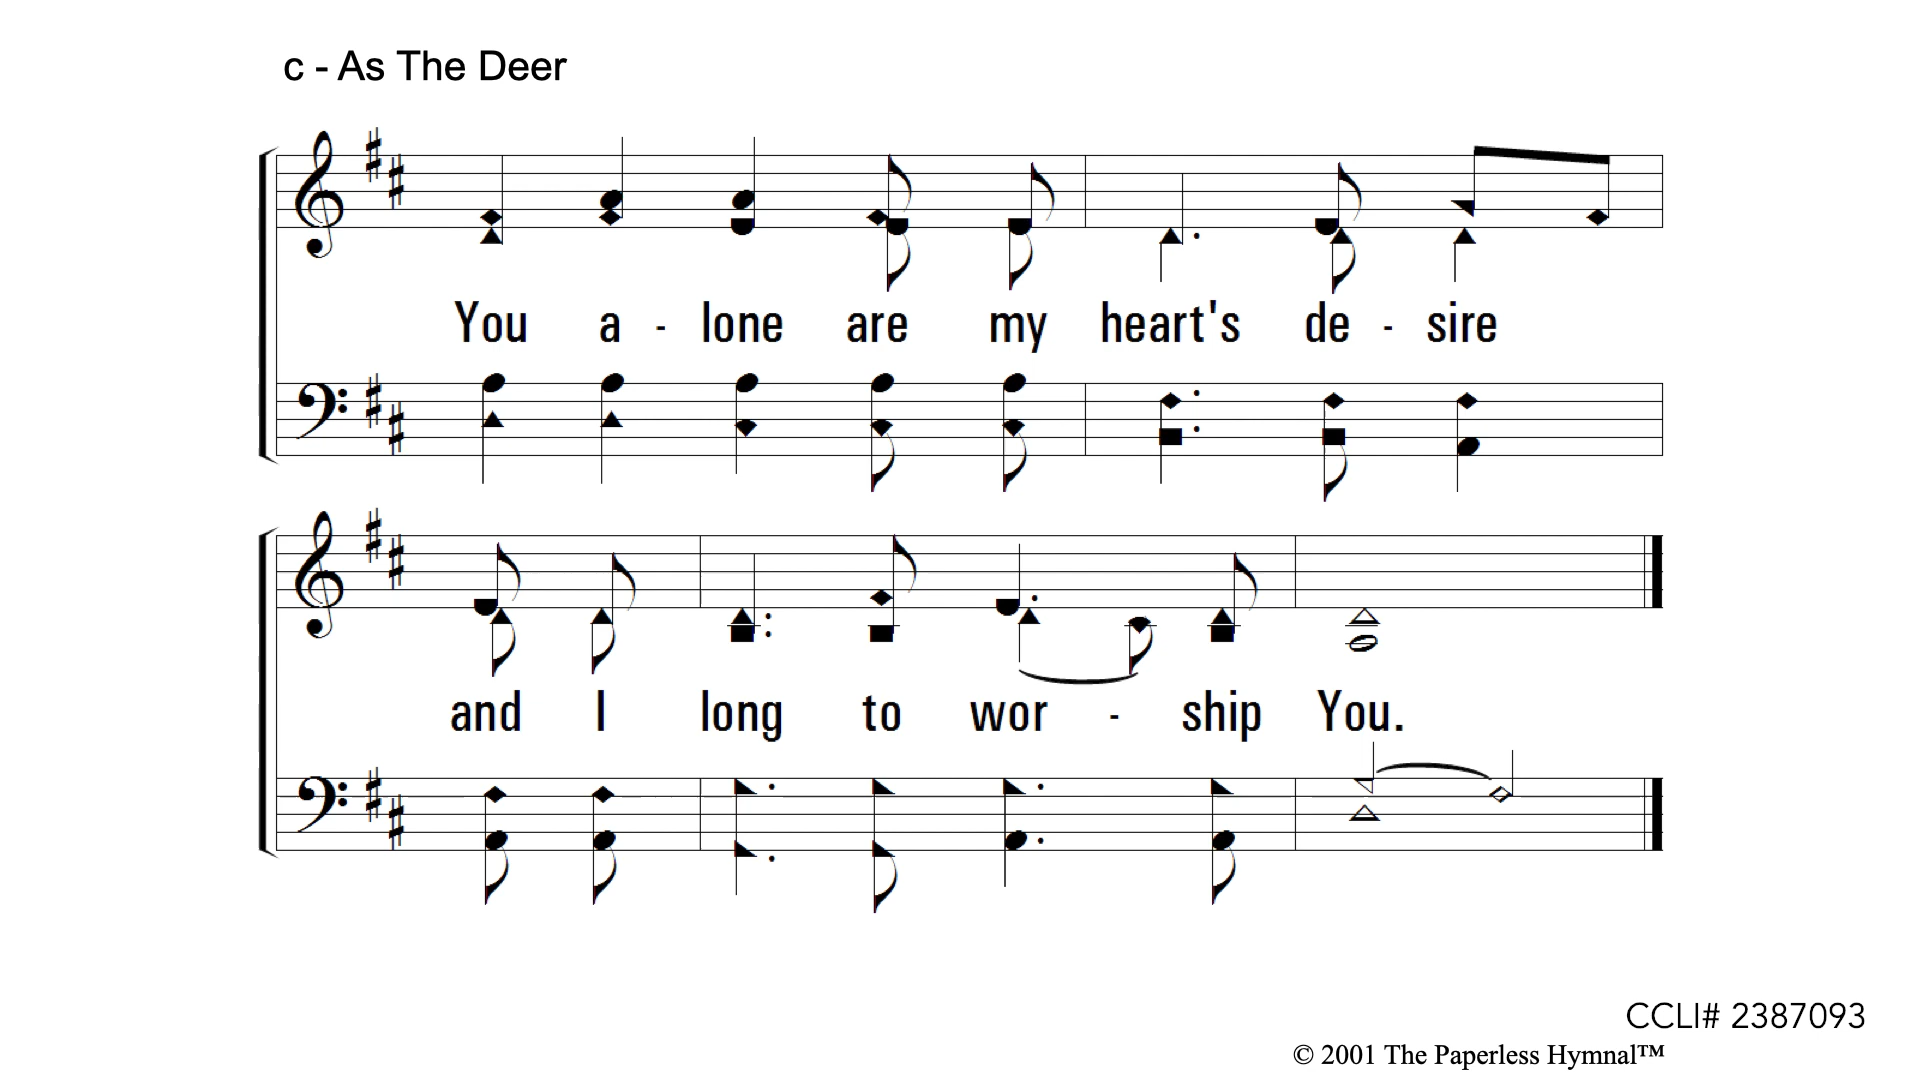 c - As The Deer
You a - lone are my heart's de - sire
and I long to wor - ship You.
CCLI# 2387093
© 2001 The Paperless Hymnal™